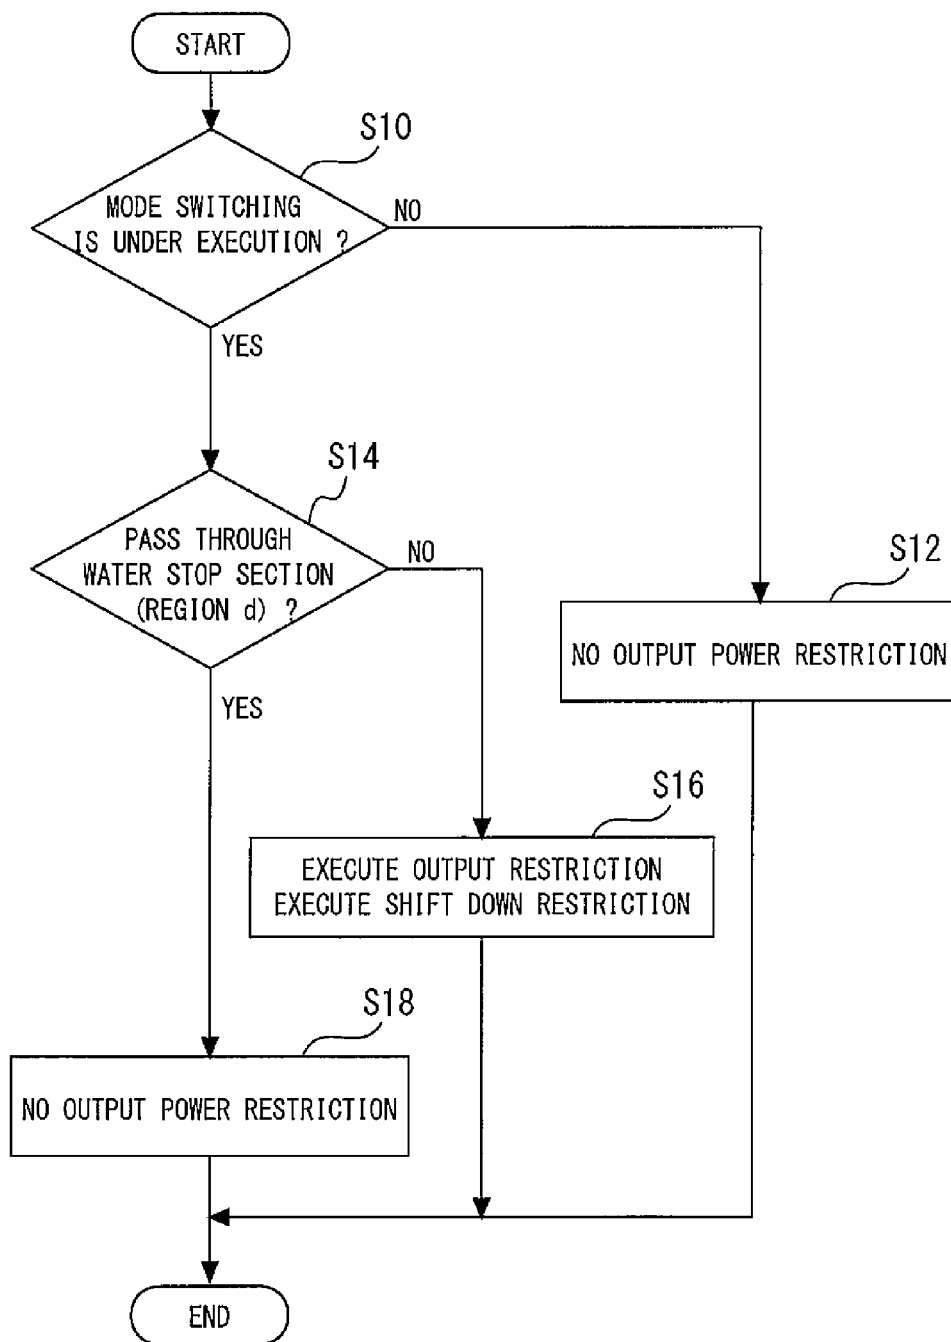 START
S10
MODE SWITCHING
IS UNDER EXECUTION ?
NO
YES
S14
PASS THROUGH
WATER STOP SECTION
(REGION d) ?
NO
YES
S12
NO OUTPUT POWER RESTRICTION
S16
EXECUTE OUTPUT RESTRICTION
EXECUTE SHIFT DOWN RESTRICTION
S18
NO OUTPUT POWER RESTRICTION
END